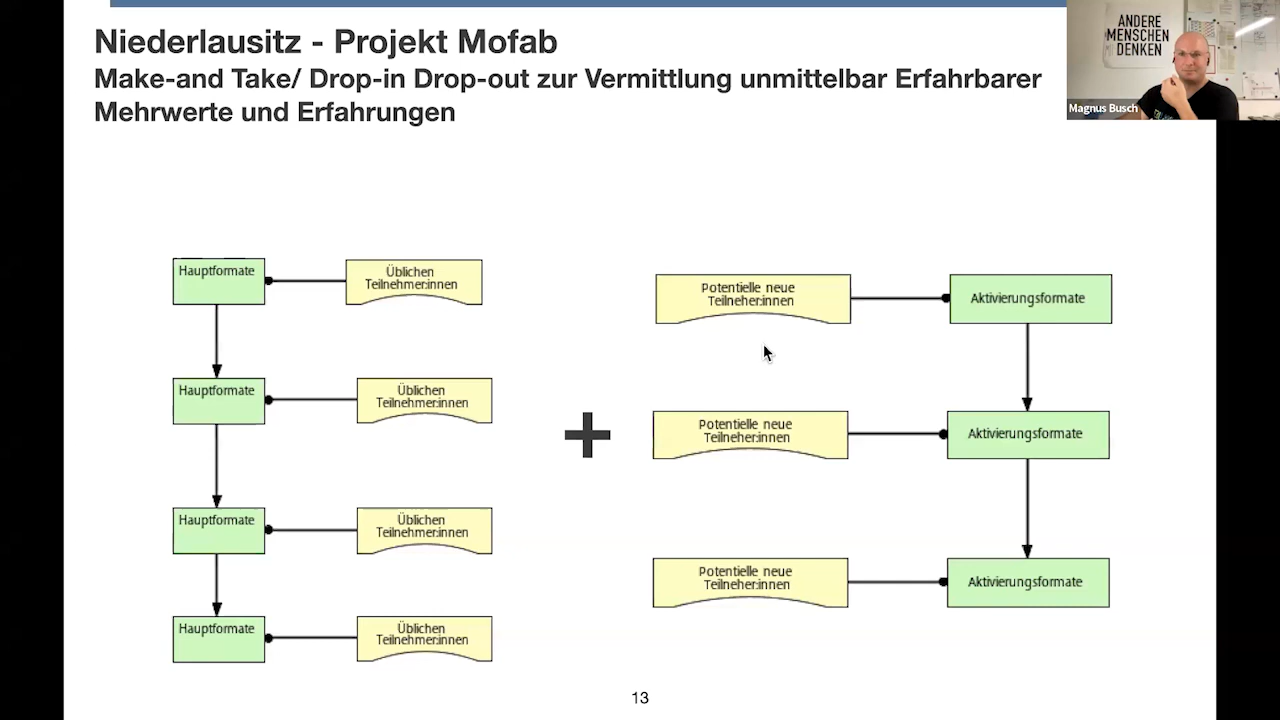 Niederlausitz - Projekt Mofab
Make-and Take/ Drop-in Drop-out zur Vermittlung unmittelbar Erfahrbarer
Mehrwerte und Erfahrungen
ANDERE
MENSCHEN
DENKEN
Magnus Busch
Hauptformate
Üblichen
Teilnehmer:innen
Potentielle neue
Teilneher:innen
Aktivierungsformate
Hauptformate
Üblichen
Teilnehmer:innen
Potentielle neue
Teilneher:innen
Aktivierungsformate
Hauptformate
Üblichen
Teilnehmer:innen
Potentielle neue
Teilneher:innen
Aktivierungsformate
Hauptformate
Üblichen
Teilnehmer:innen
13